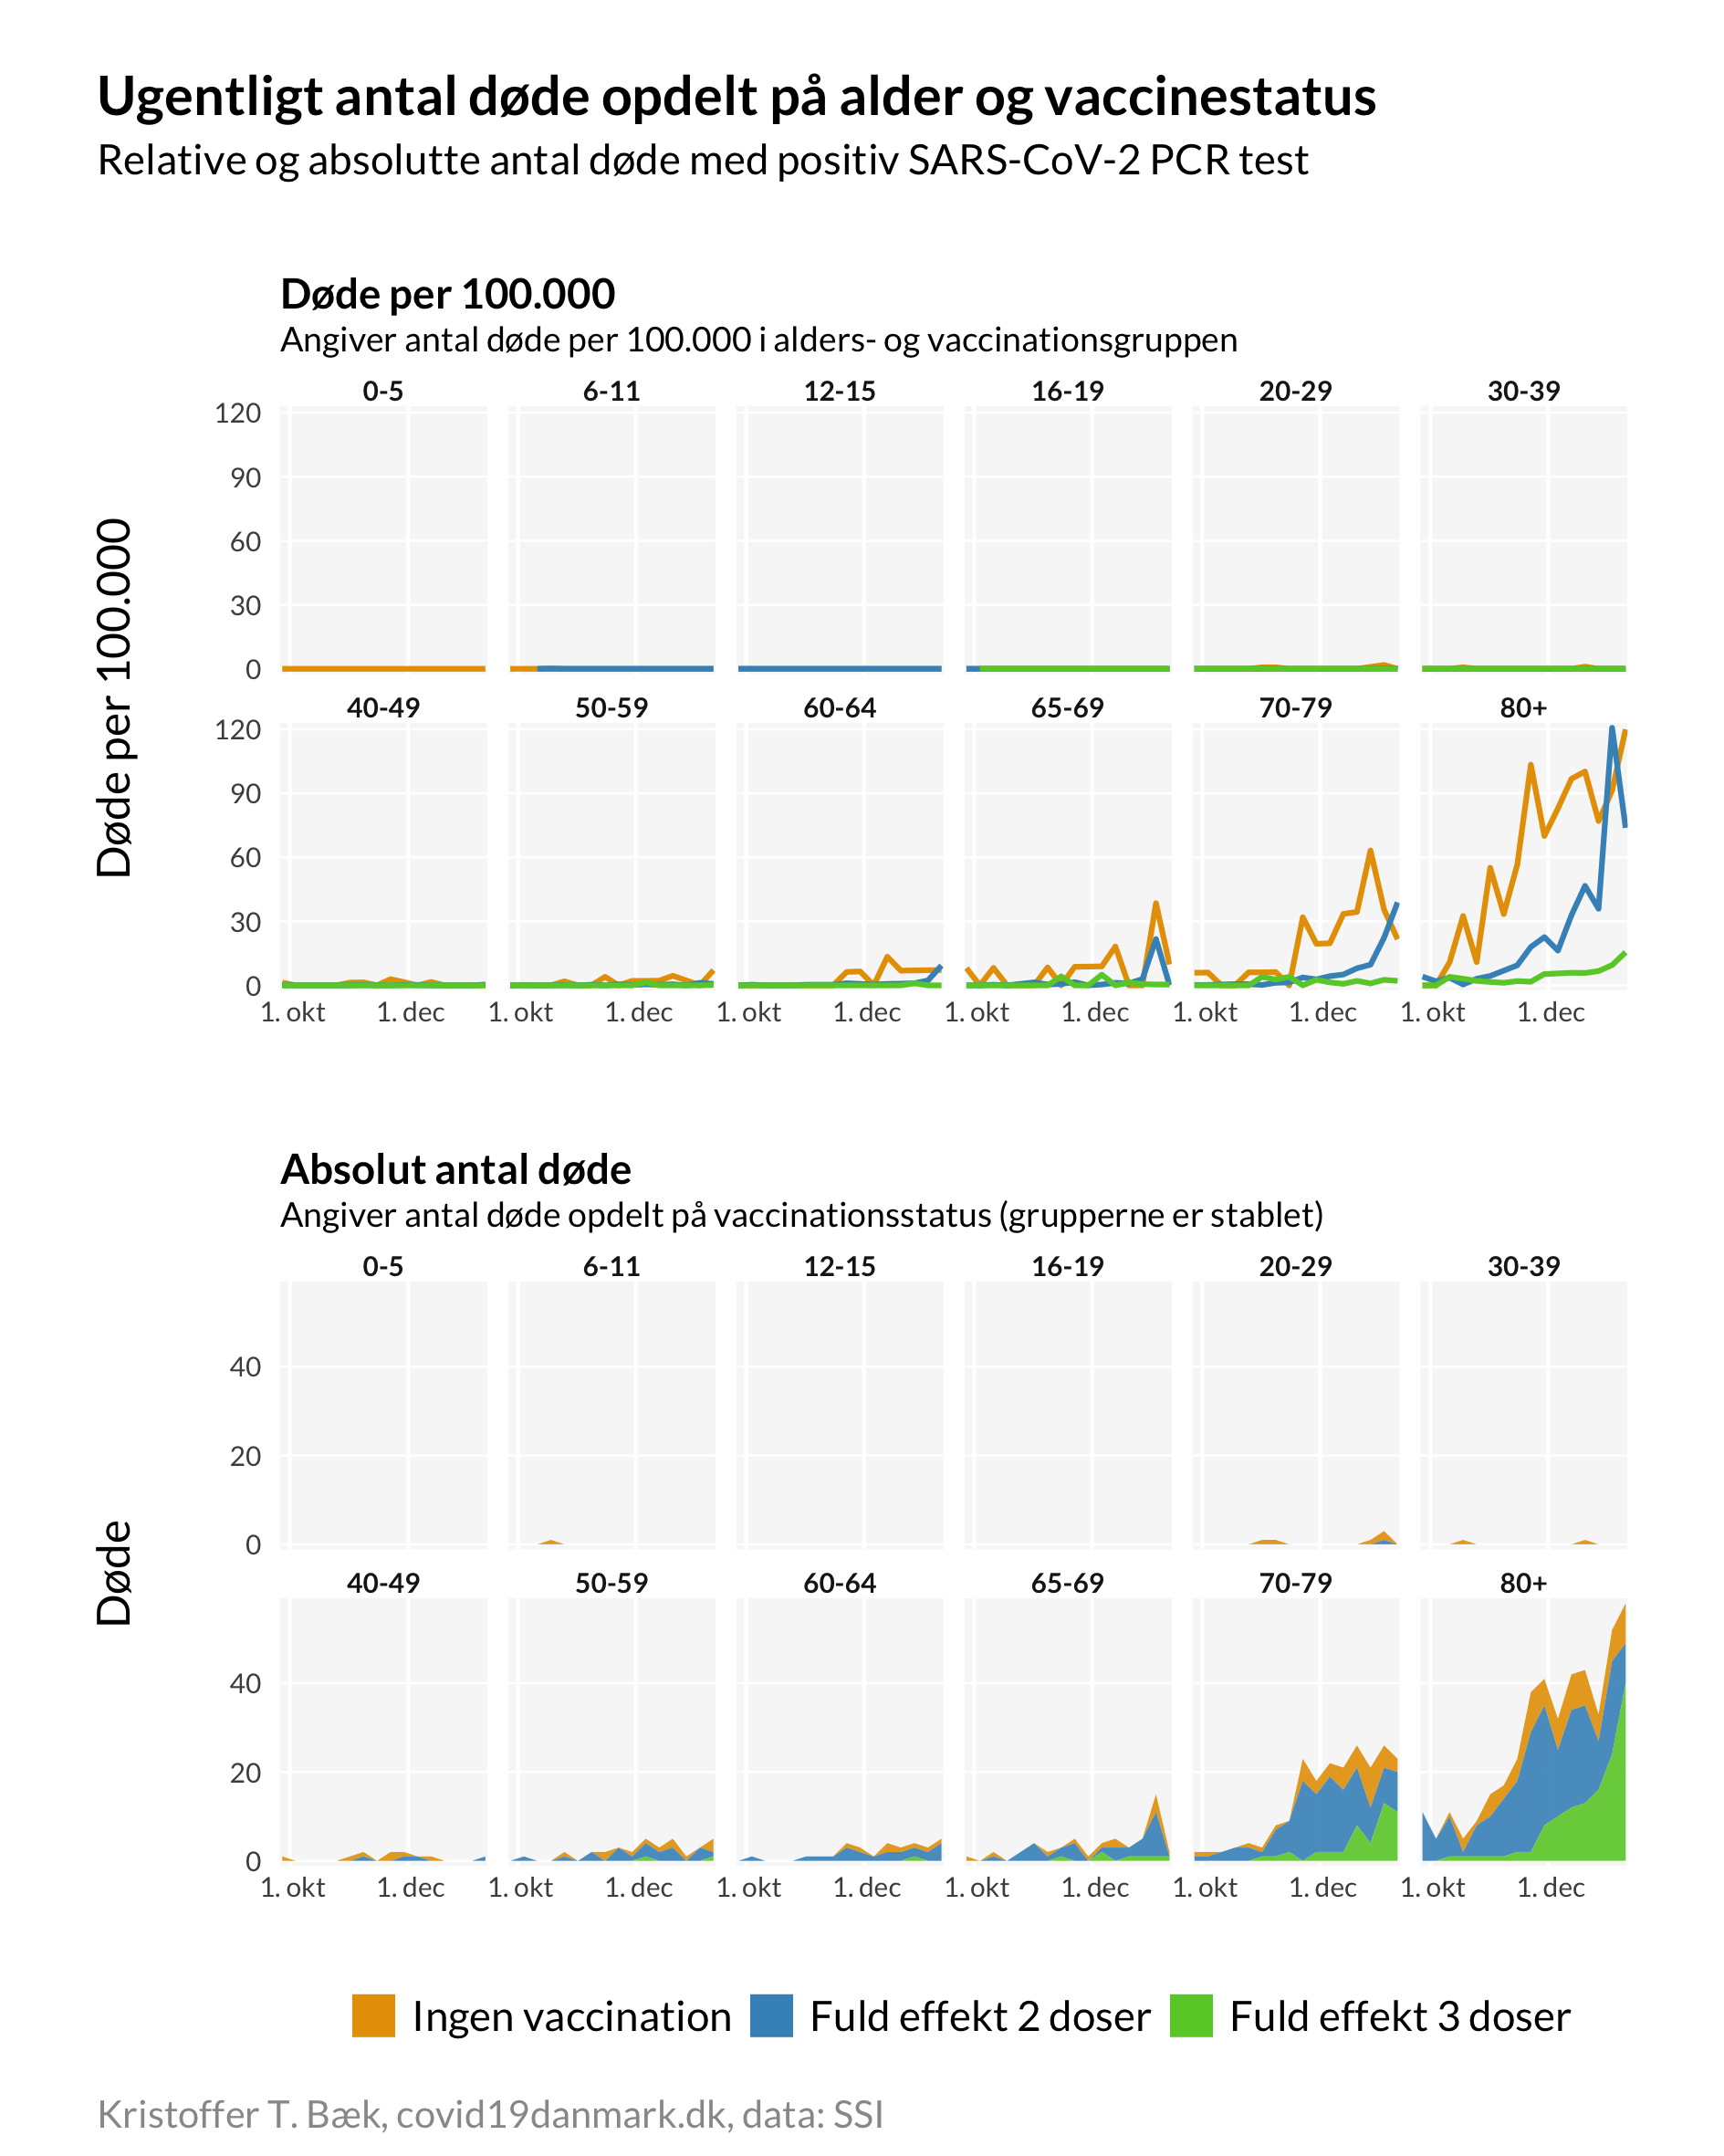 Ugentligt antal døde opdelt på alder og vaccinestatus
Relative og absolutte antal døde med positiv SARS-CoV-2 PCR test
Døde per 100.000
Angiver antal døde per 100.000 i alders- og vaccinationsgruppen
0-5 6-11 12-15 16-19 20-29 30-39
120
90
60
30
0
Døde per 100.000
40-49 50-59 60-64 65-69 70-79 80+
120
90
60
30
0
1. okt 1. dec 1. okt 1. dec 1. okt 1. dec 1. okt 1. dec 1. okt 1. dec 1. okt 1. dec
Absolut antal døde
Angiver antal døde opdelt på vaccinationsstatus (grupperne er stablet)
0-5 6-11 12-15 16-19 20-29 30-39
40
20
0
Døde
40-49 50-59 60-64 65-69 70-79 80+
40
20
0
1. okt 1. dec 1. okt 1. dec 1. okt 1. dec 1. okt 1. dec 1. okt 1. dec 1. okt 1. dec
Ingen vaccination Fuld effekt 2 doser Fuld effekt 3 doser
Kristoffer T. Bæk, covid19danmark.dk, data: SSI